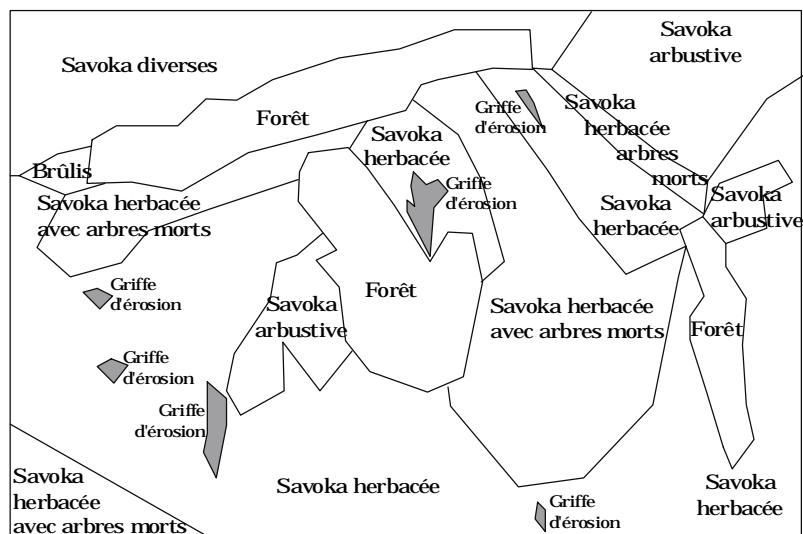 Savoka
arbustive
Savoka diverses
Griffe
d'érosion
Savoka
herbacée
arbres
morts
Forêt
Savoka
herbacée
Brûlis
Griffe
d'érosion
Savoka
arbustive
Savoka herbacée
avec arbres morts
Savoka
herbacée
Griffe
d'érosion
Forêt
Savoka
arbustive
Savoka herbacée
avec arbres morts
Forêt
Griffe
d'érosion
Griffe
d'érosion
Savoka
herbacée
avec arbres morts
Savoka herbacée
Savoka
herbacée
Griffe
d'érosion